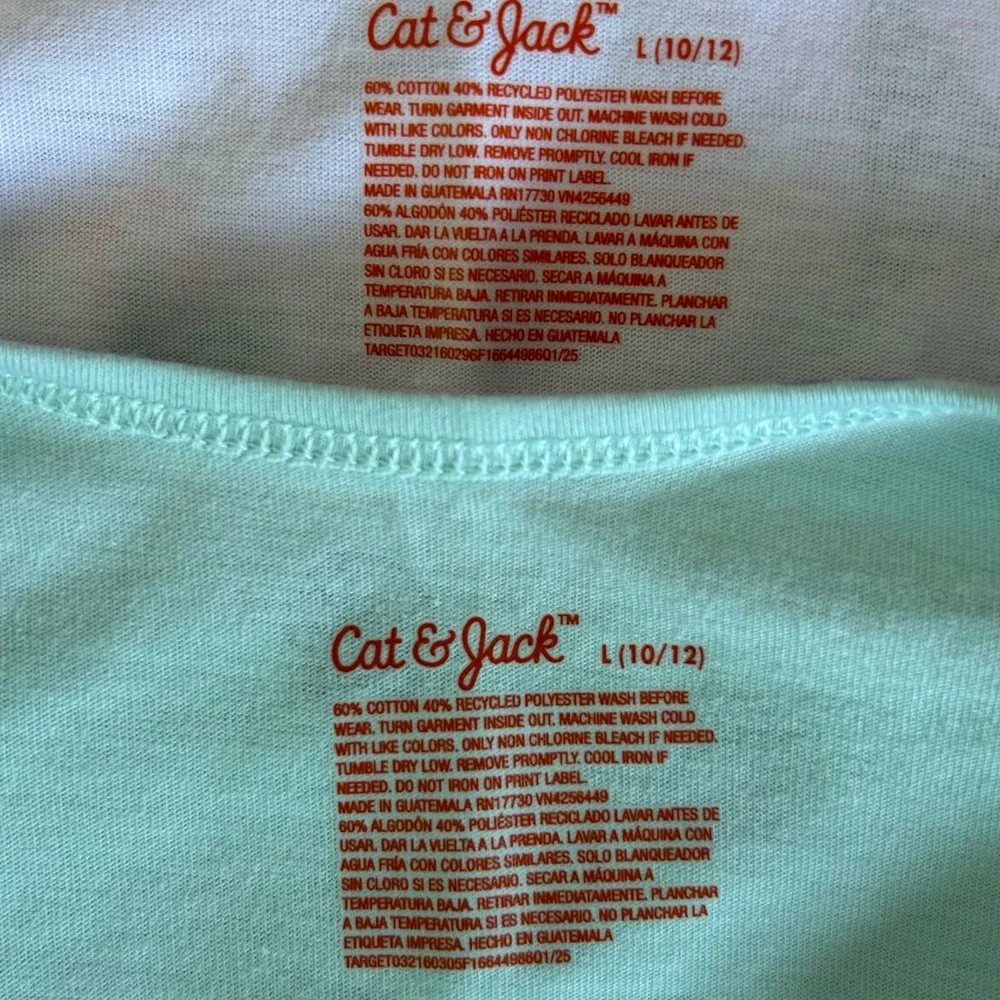 Cat & Jack™ L (10/12)
60% COTTON 40% RECYCLED POLYESTER WASH BEFORE
WEAR. TURN GARMENT INSIDE OUT. MACHINE WASH COLD
WITH LIKE COLORS. ONLY NON CHLORINE BLEACH IF NEEDED.
TUMBLE DRY LOW. REMOVE PROMPTLY. COOL IRON IF
NEEDED. DO NOT IRON ON PRINT LABEL.
MADE IN GUATEMALA RN17730 VN4256449
60% ALGODÓN 40% POLIÉSTER RECICLADO LAVAR ANTES DE
USAR. DAR LA VUELTA A LA PRENDA. LAVAR A MÁQUINA CON
AGUA FRÍA CON COLORES SIMILARES. SOLO BLANQUEADOR
SIN CLORO SI ES NECESARIO. SECAR A MÁQUINA A
TEMPERATURA BAJA. RETIRAR INMEDIATAMENTE. PLANCHAR
A BAJA TEMPERATURA SI ES NECESARIO. NO PLANCHAR LA
ETIQUETA IMPRESA. HECHO EN GUATEMALA
TARGET032160296F16644986Q1/25
Cat & Jack™ L (10/12)
60% COTTON 40% RECYCLED POLYESTER WASH BEFORE
WEAR. TURN GARMENT INSIDE OUT. MACHINE WASH COLD
WITH LIKE COLORS. ONLY NON CHLORINE BLEACH IF NEEDED.
TUMBLE DRY LOW. REMOVE PROMPTLY. COOL IRON IF
NEEDED. DO NOT IRON ON PRINT LABEL.
MADE IN GUATEMALA RN17730 VN4256449
60% ALGODÓN 40% POLIÉSTER RECICLADO LAVAR ANTES DE
USAR. DAR LA VUELTA A LA PRENDA. LAVAR A MÁQUINA CON
AGUA FRÍA CON COLORES SIMILARES. SOLO BLANQUEADOR
SIN CLORO SI ES NECESARIO. SECAR A MÁQUINA A
TEMPERATURA BAJA. RETIRAR INMEDIATAMENTE. PLANCHAR
A BAJA TEMPERATURA SI ES NECESARIO. NO PLANCHAR LA
ETIQUETA IMPRESA. HECHO EN GUATEMALA
TARGET032160305F16644986Q1/25